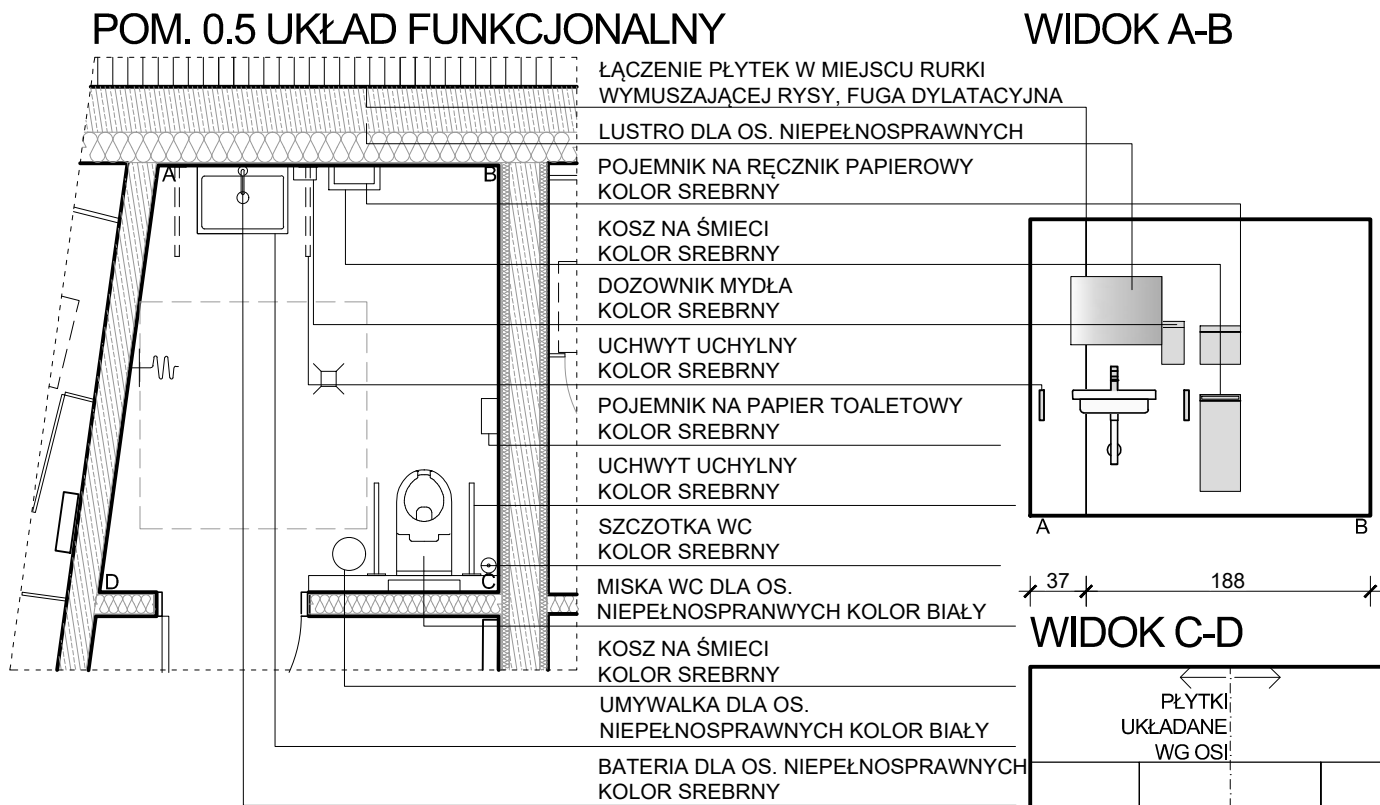 POM. 0.5 UKŁAD FUNKCJONALNY
WIDOK A-B
ŁĄCZENIE PŁYTEK W MIEJSCU RURKI
WYMUSZAJĄCEJ RYSY, FUGA DYLATACYJNA
LUSTRO DLA OS. NIEPEŁNOSPRAWNYCH
POJEMNIK NA RĘCZNIK PAPIEROWY
KOLOR SREBRNY
KOSZ NA ŚMIECI
KOLOR SREBRNY
DOZOWNIK MYDŁA
KOLOR SREBRNY
UCHWYT UCHYLNY
KOLOR SREBRNY
POJEMNIK NA PAPIER TOALETOWY
KOLOR SREBRNY
UCHWYT UCHYLNY
KOLOR SREBRNY
SZCZOTKA WC
KOLOR SREBRNY
MISKA WC DLA OS.
NIEPEŁNOSPRANWYCH KOLOR BIAŁY
KOSZ NA ŚMIECI
KOLOR SREBRNY
UMYWALKA DLA OS.
NIEPEŁNOSPRAWNYCH KOLOR BIAŁY
BATERIA DLA OS. NIEPEŁNOSPRAWNYCH
KOLOR SREBRNY
A
B
D
C
A
B
37
188
WIDOK C-D
PŁYTKI
UKŁADANE
WG OSI